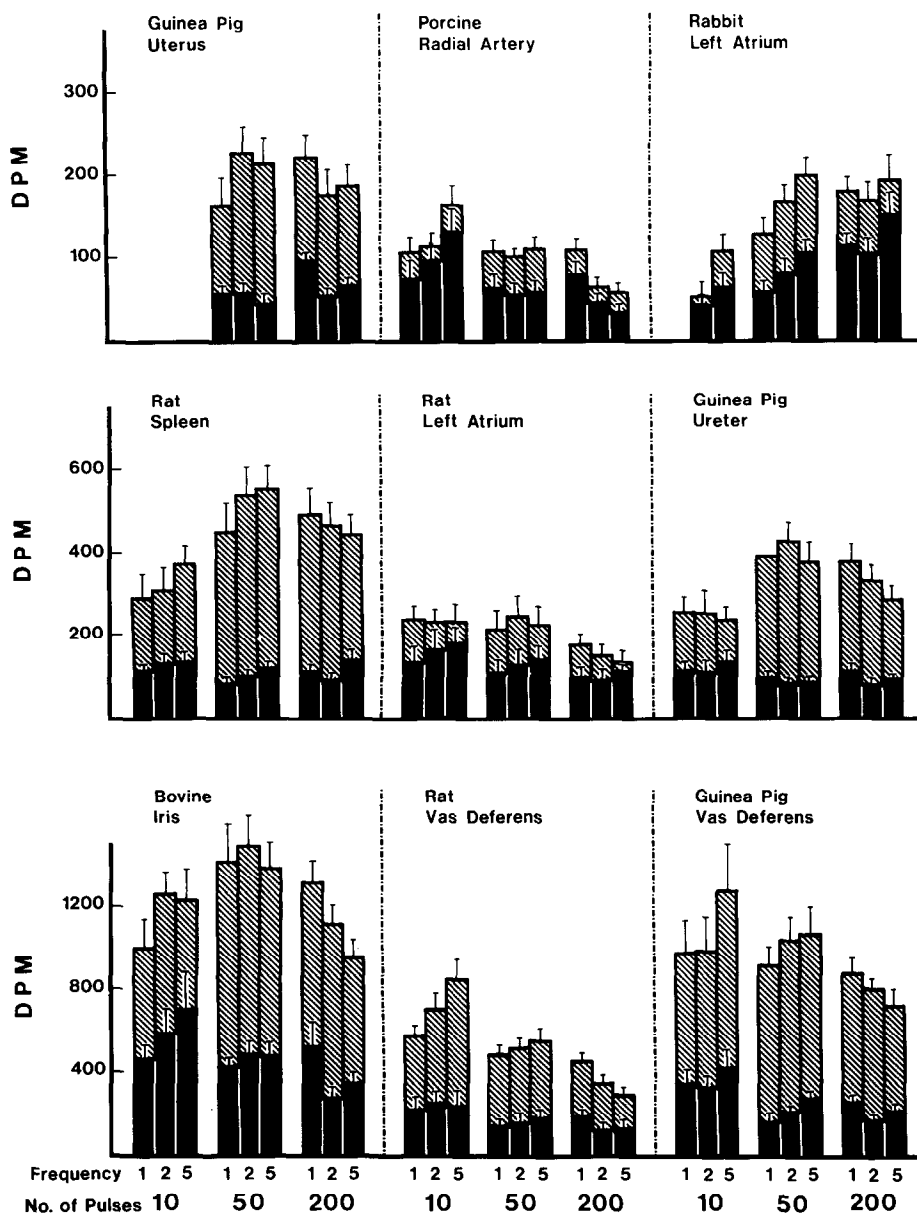 Guinea Pig
Uterus
Porcine
Radial Artery
Rabbit
Left Atrium
300
200
100
DPM
Rat
Spleen
Rat
Left Atrium
Guinea Pig
Ureter
600
400
200
DPM
Bovine
Iris
Rat
Vas Deferens
Guinea Pig
Vas Deferens
1200
800
400
DPM
Frequency 1 2 5 1 2 5 1 2 5 1 2 5 1 2 5 1 2 5 1 2 5 1 2 5 1 2 5
No. of Pulses 10 50 200 10 50 200 10 50 200